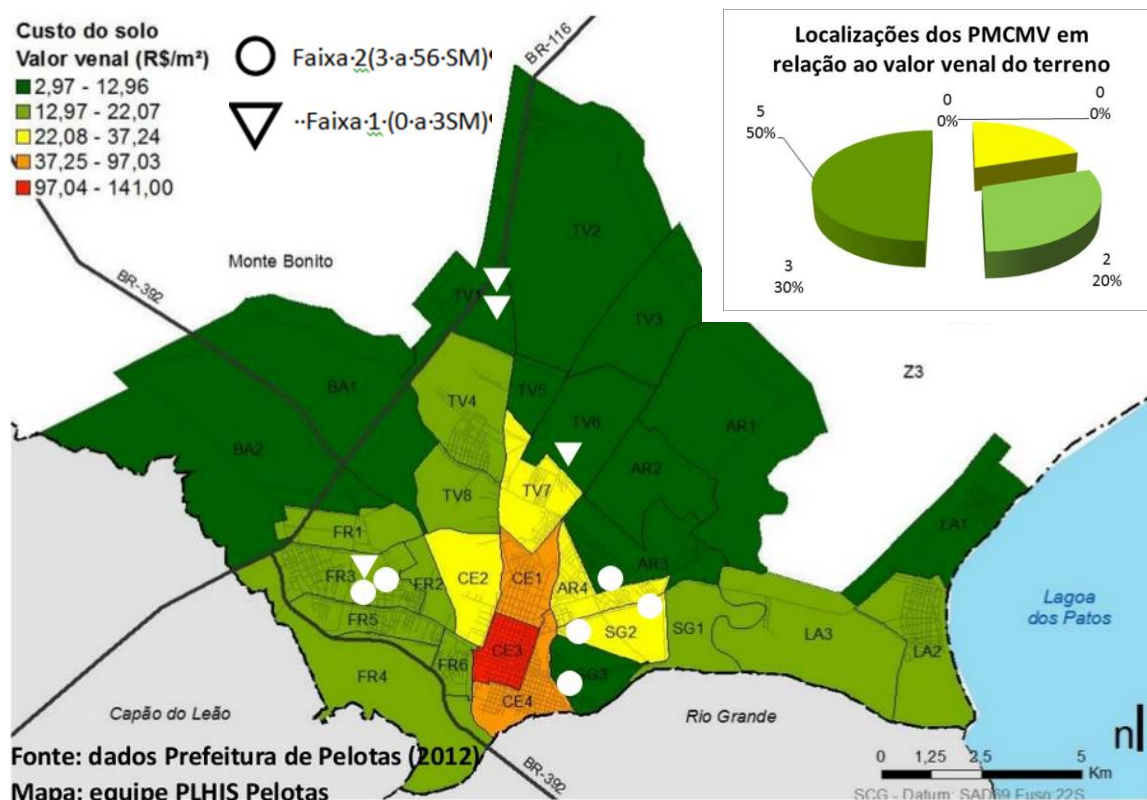 Custo do solo
Valor venal (R$/m²)
2,97 - 12,96
12,97 - 22,07
22,08 - 37,24
37,25 - 97,03
97,04 - 141,00
Faixa·2(3·a·56·SM)
··Faixa·1·(0·a·3SM)
BR-116
Localizações dos PMCMV em
relação ao valor venal do terreno
0
0%
0
0%
5
50%
3
30%
2
20%
Monte Bonito
BR-392
TV2
TV1
TV3
Z3
BA1
TV4
TV5
TV6
AR1
BA2
AR2
TV8
TV7
LA1
FR1
FR3
FR2
CE2
CE1
AR4
AR3
FR5
SG2
SG1
LA3
LA2
Lagoa
dos Patos
CE3
FR6
FR4
SG3
CE4
Capão do Leão
Rio Grande
BR-392
n
0 1,25 2,5 5
Km
Fonte: dados Prefeitura de Pelotas (2012)
Mapa: equipe PLHIS Pelotas
SCG - Datum: SAD69 Fuso:22S